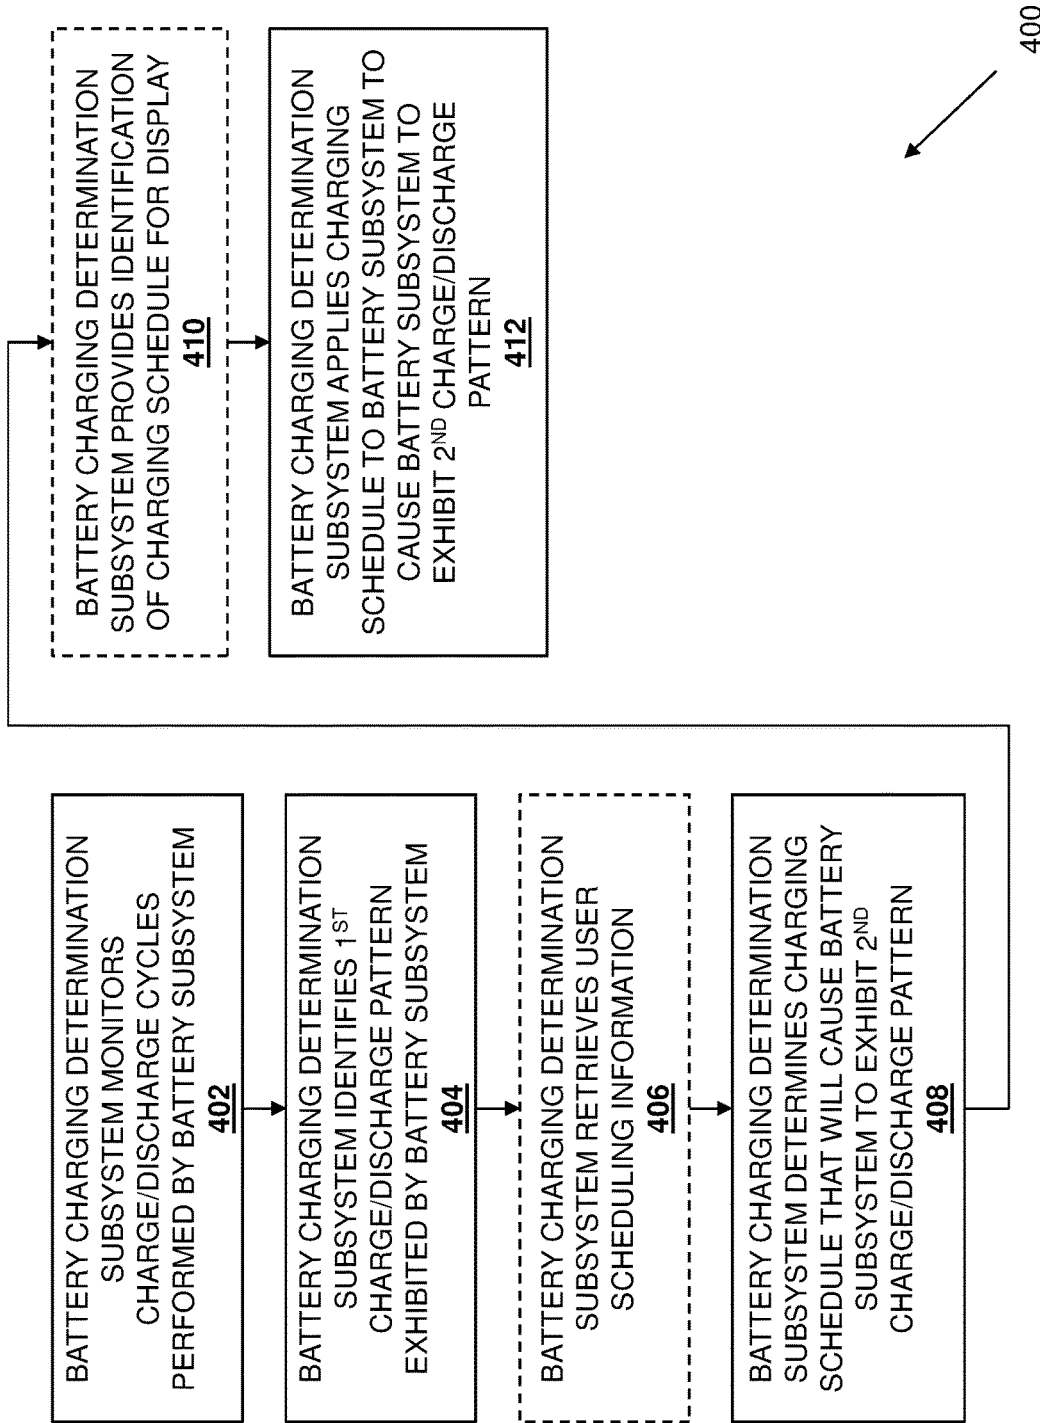 BATTERY CHARGING DETERMINATION
SUBSYSTEM MONITORS
CHARGE/DISCHARGE CYCLES
PERFORMED BY BATTERY SUBSYSTEM
402
BATTERY CHARGING DETERMINATION
SUBSYSTEM IDENTIFIES 1ST
CHARGE/DISCHARGE PATTERN
EXHIBITED BY BATTERY SUBSYSTEM
404
BATTERY CHARGING DETERMINATION
SUBSYSTEM RETRIEVES USER
SCHEDULING INFORMATION
406
BATTERY CHARGING DETERMINATION
SUBSYSTEM DETERMINES CHARGING
SCHEDULE THAT WILL CAUSE BATTERY
SUBSYSTEM TO EXHIBIT 2ND
CHARGE/DISCHARGE PATTERN
408
BATTERY CHARGING DETERMINATION
SUBSYSTEM PROVIDES IDENTIFICATION
OF CHARGING SCHEDULE FOR DISPLAY
410
BATTERY CHARGING DETERMINATION
SUBSYSTEM APPLIES CHARGING
SCHEDULE TO BATTERY SUBSYSTEM TO
CAUSE BATTERY SUBSYSTEM TO
EXHIBIT 2ND CHARGE/DISCHARGE
PATTERN
412
400